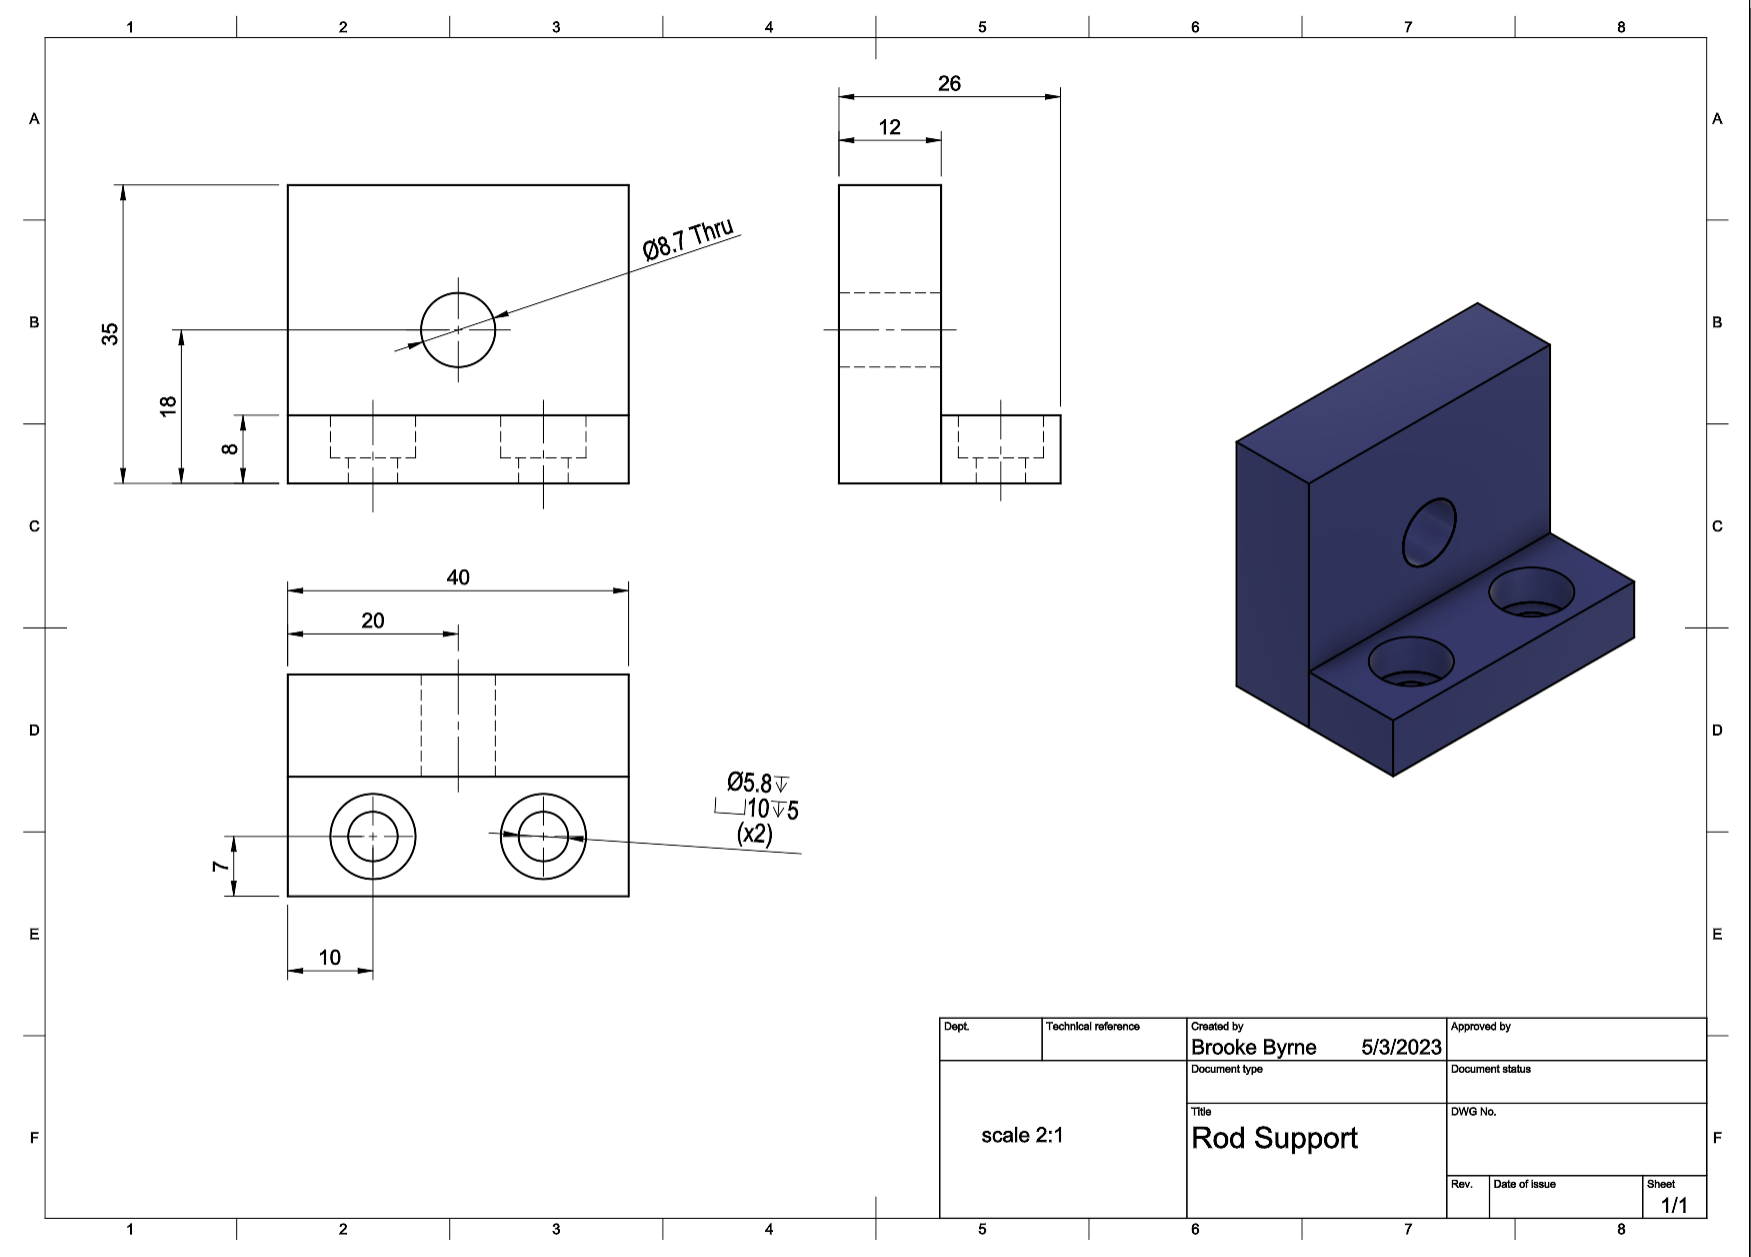 1 2 3 4 5 6 7 8
A A
26
12
Ø8.7 Thru
B B
35
18
8
C C
40
20
D D
Ø5.8↧
⌴10↧5
(x2)
7
E E
10
Dept. Technical reference Created by Approved by
Brooke Byrne 5/3/2023
Document type Document status
Title DWG No.
scale 2:1
Rod Support
F F
Rev. Date of issue Sheet
1/1
1 2 3 4 5 6 7 8